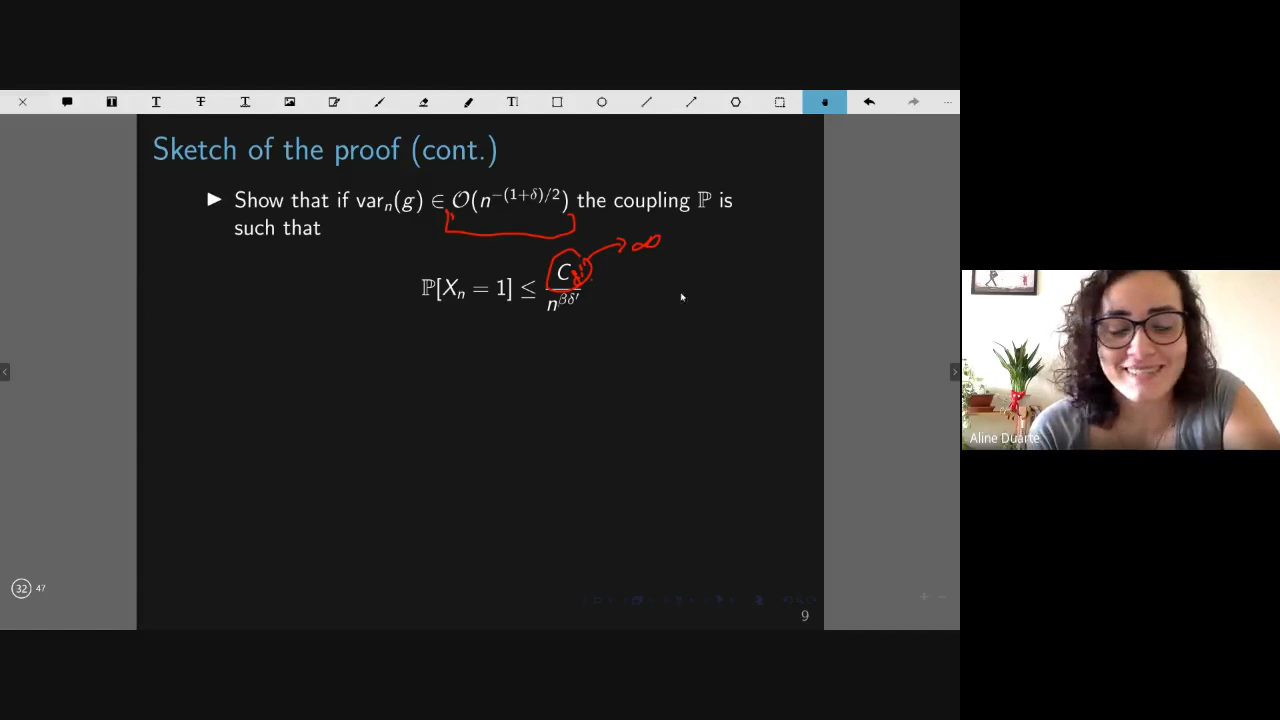 Sketch of the proof (cont.)
Show that if varₙ(g) ∈ 𝒪(n^{-(1+δ)/2}) the coupling ℙ is
such that
ℙ[Xₙ = 1] ≤ C / n^{βδ′}
→ ∞
32 47
9
Aline Duarte